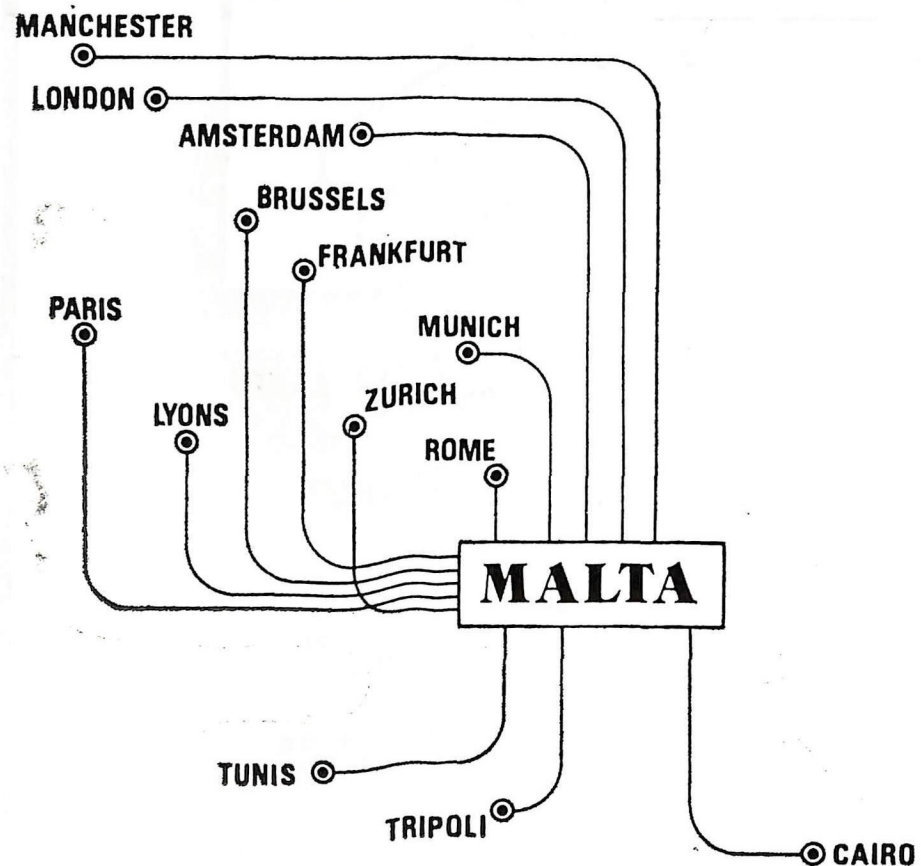 MANCHESTER
LONDON
AMSTERDAM
BRUSSELS
FRANKFURT
PARIS
MUNICH
ZURICH
LYONS
ROME
MALTA
TUNIS
TRIPOLI
CAIRO